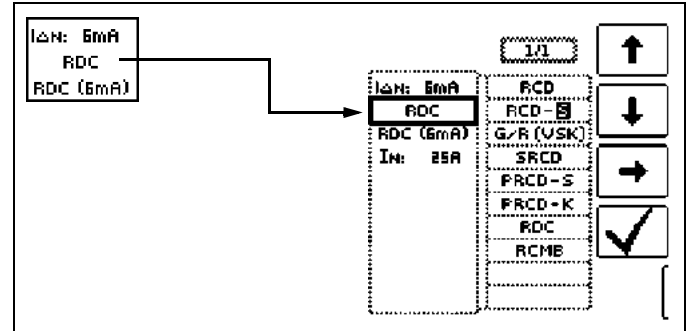 I∆N: 6mA
RDC
RDC (6mA)
1/1
I∆N: 6mA
RDC
RDC (6mA)
IN: 25A
RCD
RCD-S
G/R (VSK)
SRCD
PRCD-S
PRCD-K
RDC
RCMB